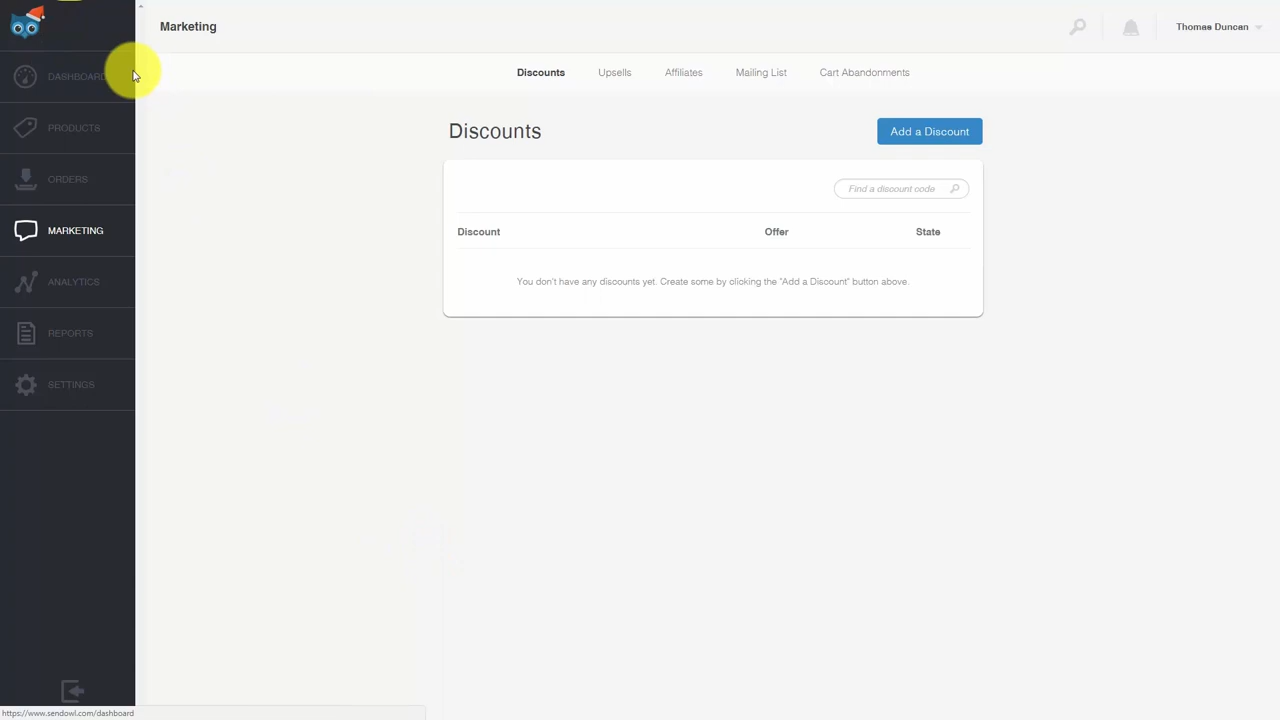 Marketing
Thomas Duncan
DASHBOARD
PRODUCTS
ORDERS
MARKETING
ANALYTICS
REPORTS
SETTINGS
Discounts Upsells Affiliates Mailing List Cart Abandonments
Discounts
Add a Discount
Find a discount code
Discount Offer State
You don't have any discounts yet. Create some by clicking the "Add a Discount" button above.
https://www.sendowl.com/dashboard